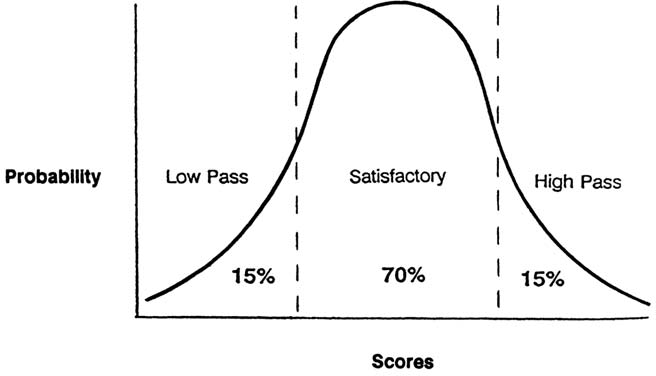 Probability
Low Pass
Satisfactory
High Pass
15%
70%
15%
Scores